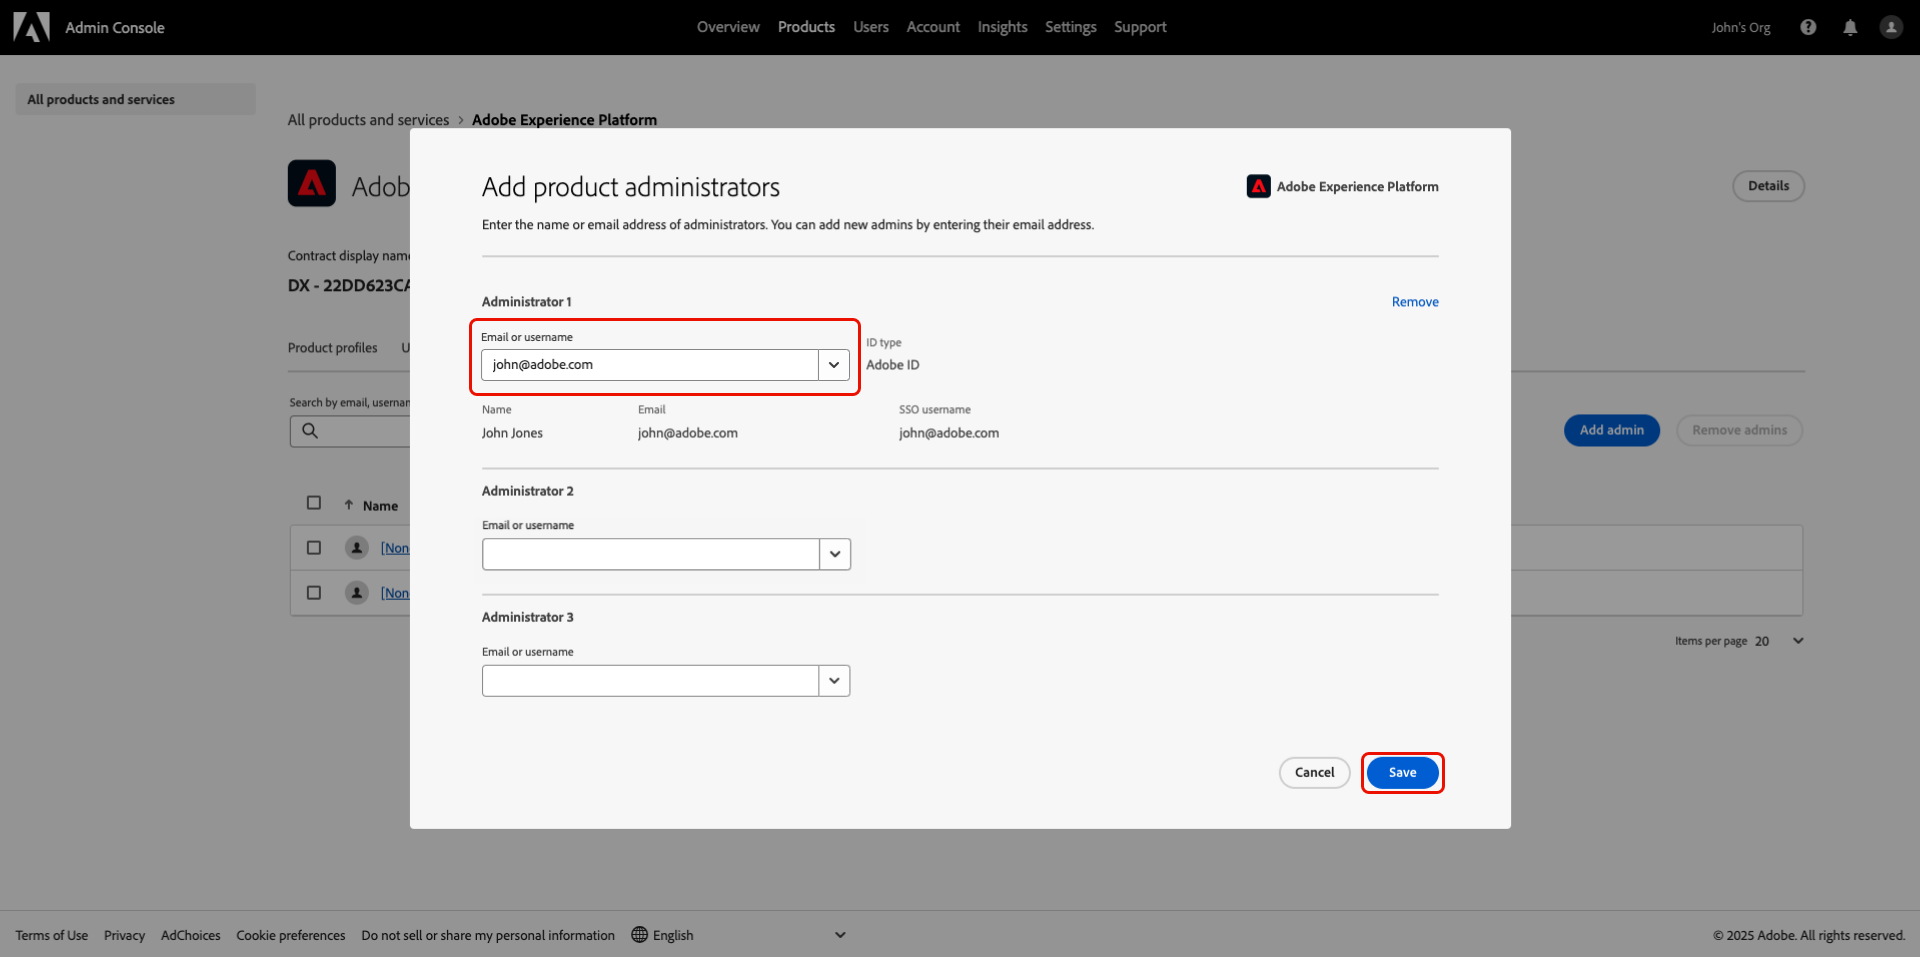 Admin Console
Overview Products Users Account Insights Settings Support
John's Org
All products and services
All products and services > Adobe Experience Platform
Adob
Details
Add product administrators
Adobe Experience Platform
Enter the name or email address of administrators. You can add new admins by entering their email address.
Contract display name
DX - 22DD623CA
Administrator 1
Remove
Email or username
john@adobe.com
ID type
Adobe ID
Product profiles U
Search by email, usernam
Name Email SSO username
John Jones john@adobe.com john@adobe.com
Add admin
Remove admins
Administrator 2
Name
Email or username
[Non
[Non
Administrator 3
Email or username
Items per page 20
Cancel
Save
Terms of Use Privacy AdChoices Cookie preferences Do not sell or share my personal information English
© 2025 Adobe. All rights reserved.